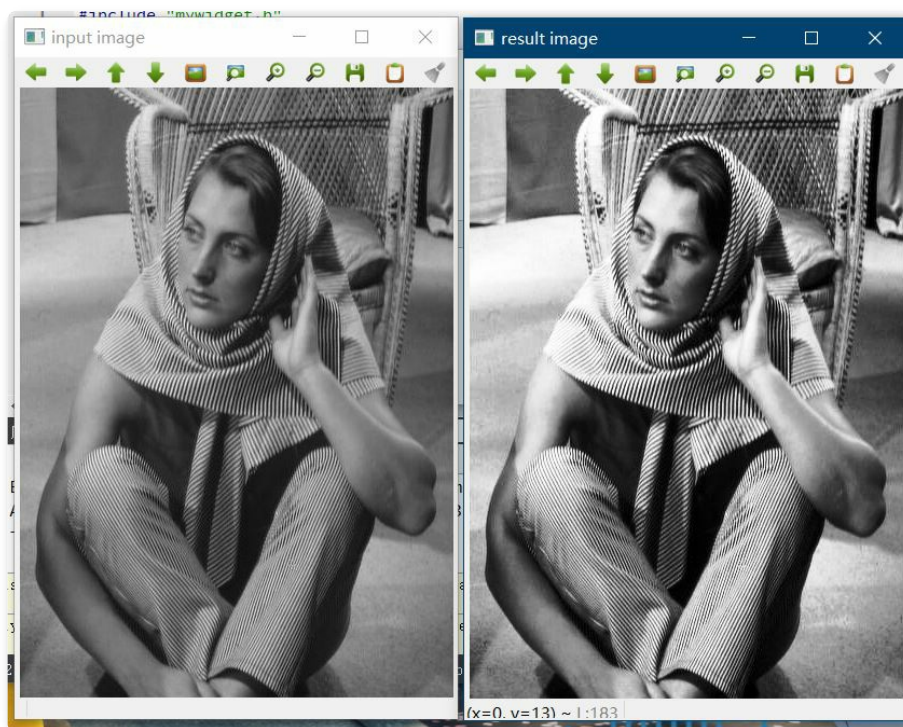 #include "mywidget.h"
input image
result image
(x=0, y=13) ~ L:183